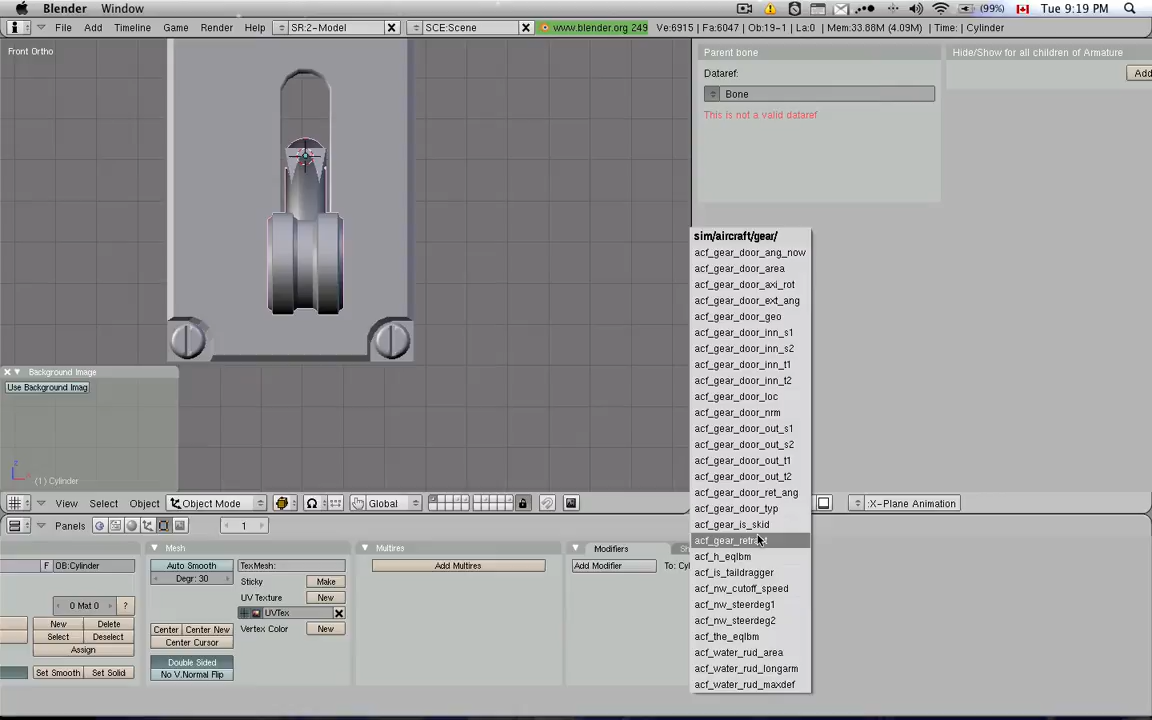 Blender Window (99%) Tue 9:19 PM
File Add Timeline Game Render SR:2-Model SCE:Scene www.blender.org 249 Ve:6915 | Fa:6047 | Ob:19-1 | La:0 | Mem:33.88M (4.09M) | Time: | Cylinder
Front Ortho
Parent bone
Hide/Show for all children of Armature
Dataref:
Add
Bone
This is not a valid dataref
sim/aircraft/gear/
acf_gear_door_ang_now
acf_gear_door_area
acf_gear_door_axi_rot
acf_gear_door_ext_ang
acf_gear_door_geo
acf_gear_door_inn_s1
acf_gear_door_inn_s2
acf_gear_door_inn_t1
acf_gear_door_inn_t2
acf_gear_door_loc
acf_gear_door_nrm
acf_gear_door_out_s1
acf_gear_door_out_s2
acf_gear_door_out_t1
acf_gear_door_out_t2
acf_gear_door_ret_ang
acf_gear_door_typ
acf_gear_is_skid
acf_gear_retract
acf_h_eqlbm
acf_is_taildragger
acf_nw_cutoff_speed
acf_nw_steerdeg1
acf_nw_steerdeg2
acf_the_eqlbm
acf_water_rud_area
acf_water_rud_longarm
acf_water_rud_maxdef
Background Image
Use Background Imag
z
x
(1) Cylinder
View Select Object Object Mode Global :X-Plane Animation
Panels 1
Mesh Multires Modifiers
F OB:Cylinder Auto Smooth TexMesh: Add Multires Add Modifier To: Cyl
Degr: 30 Sticky Make
UV Texture New
0 Mat 0 ? UVTex
New Delete Center Center New Vertex Color New
Select Deselect Center Cursor
Assign
Double Sided
Set Smooth Set Solid No V.Normal Flip